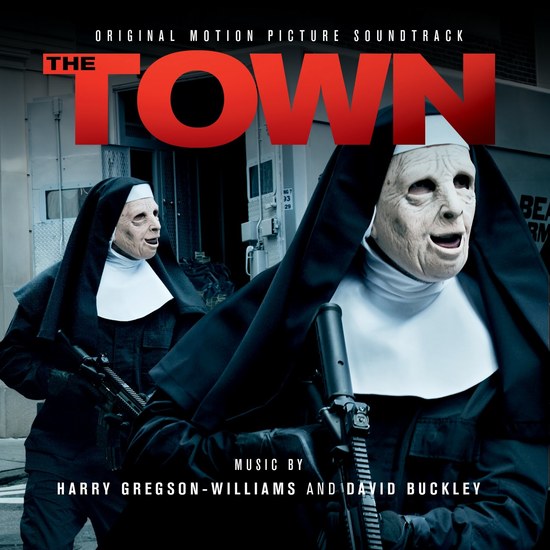 ORIGINAL MOTION PICTURE SOUNDTRACK
THE TOWN
MUSIC BY
HARRY GREGSON-WILLIAMS AND DAVID BUCKLEY